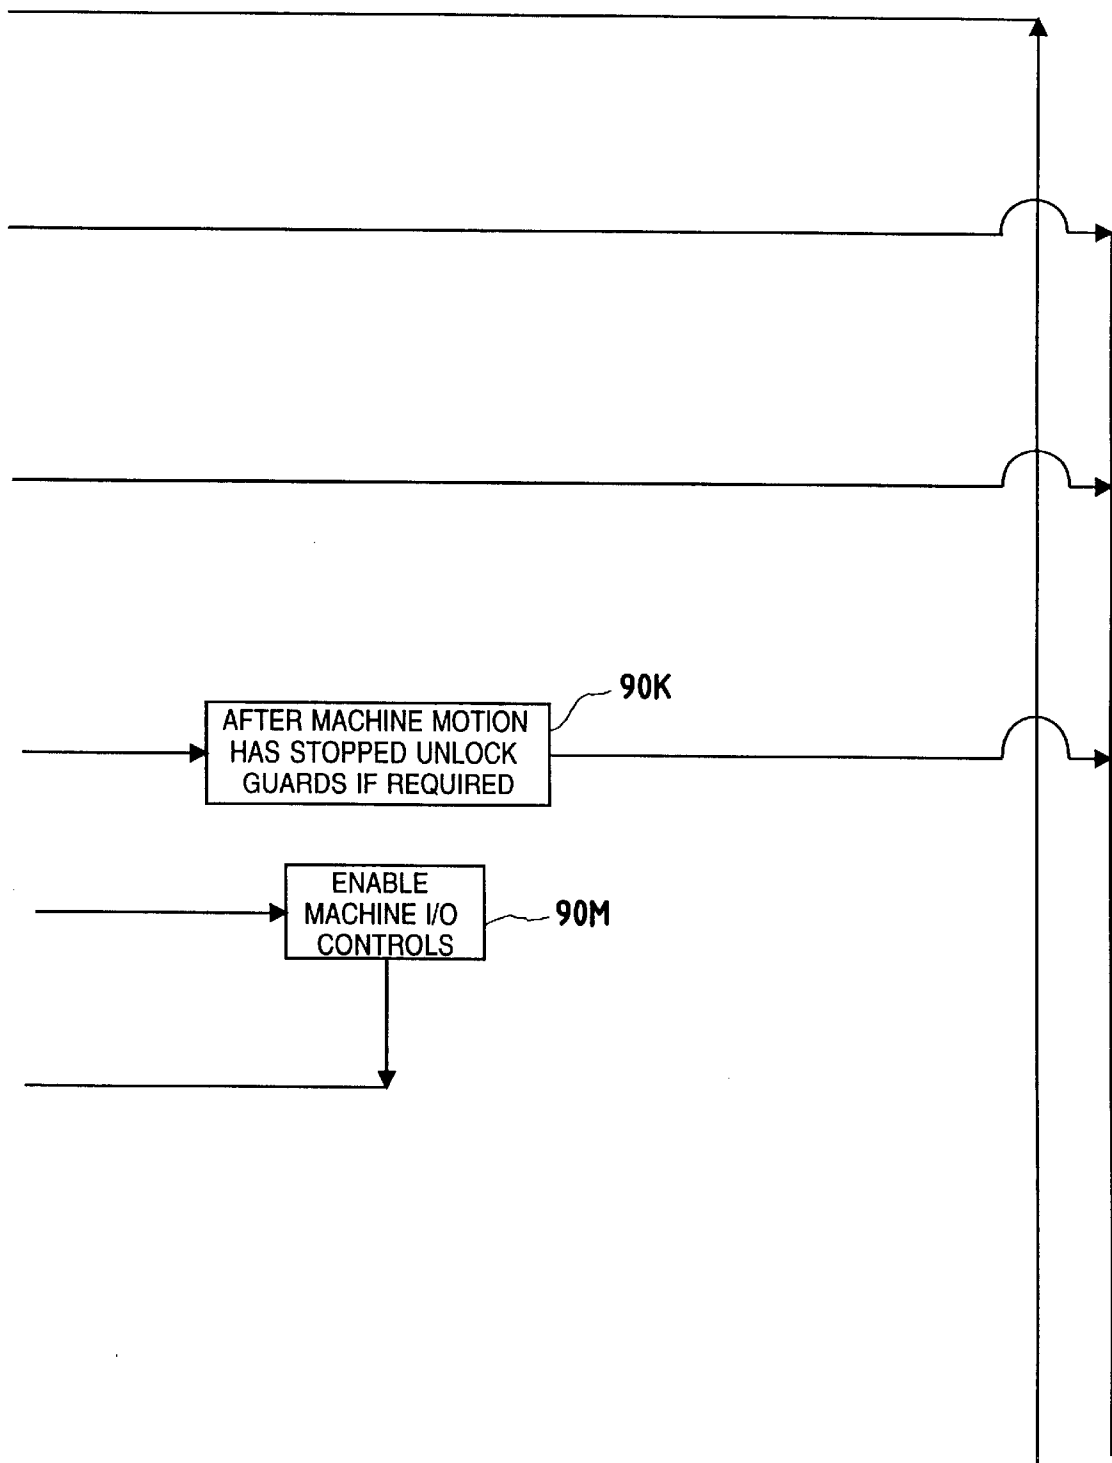 90K
AFTER MACHINE MOTION
HAS STOPPED UNLOCK
GUARDS IF REQUIRED
ENABLE
MACHINE I/O
CONTROLS
90M